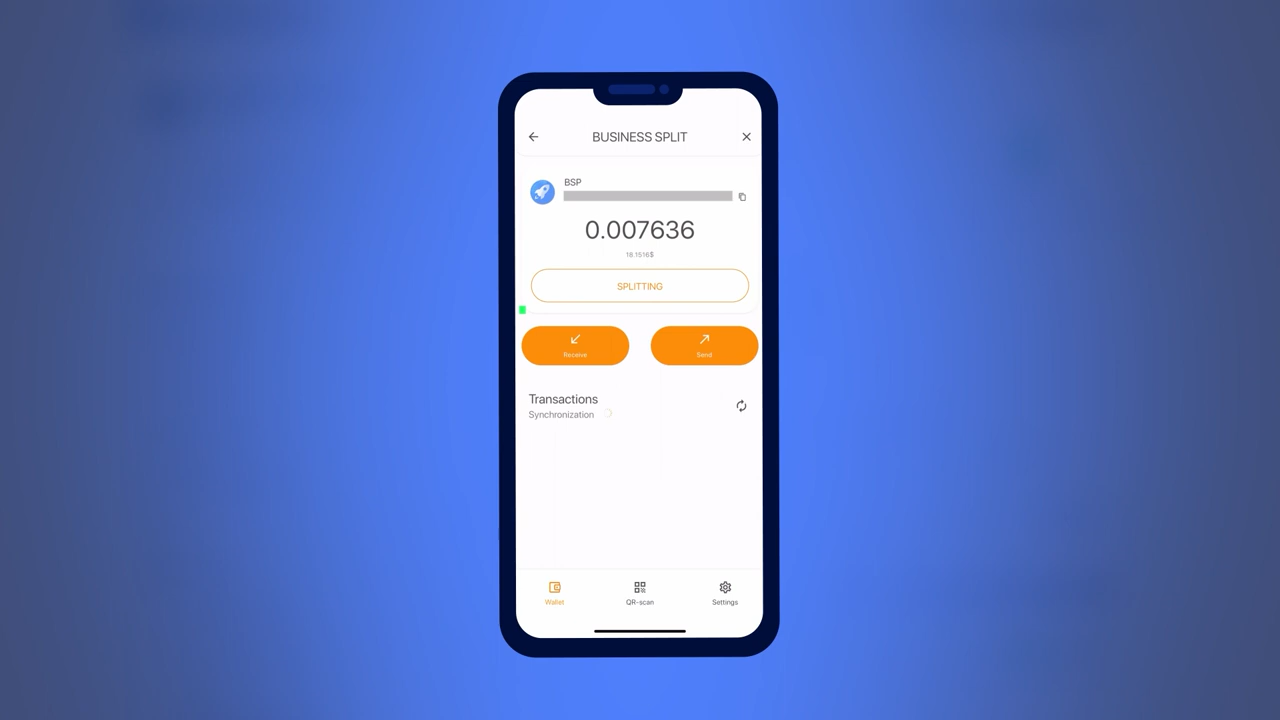 BUSINESS SPLIT
BSP
0.007636
18.1516$
SPLITTING
Receive
Send
Transactions
Synchronization
Wallet
QR-scan
Settings